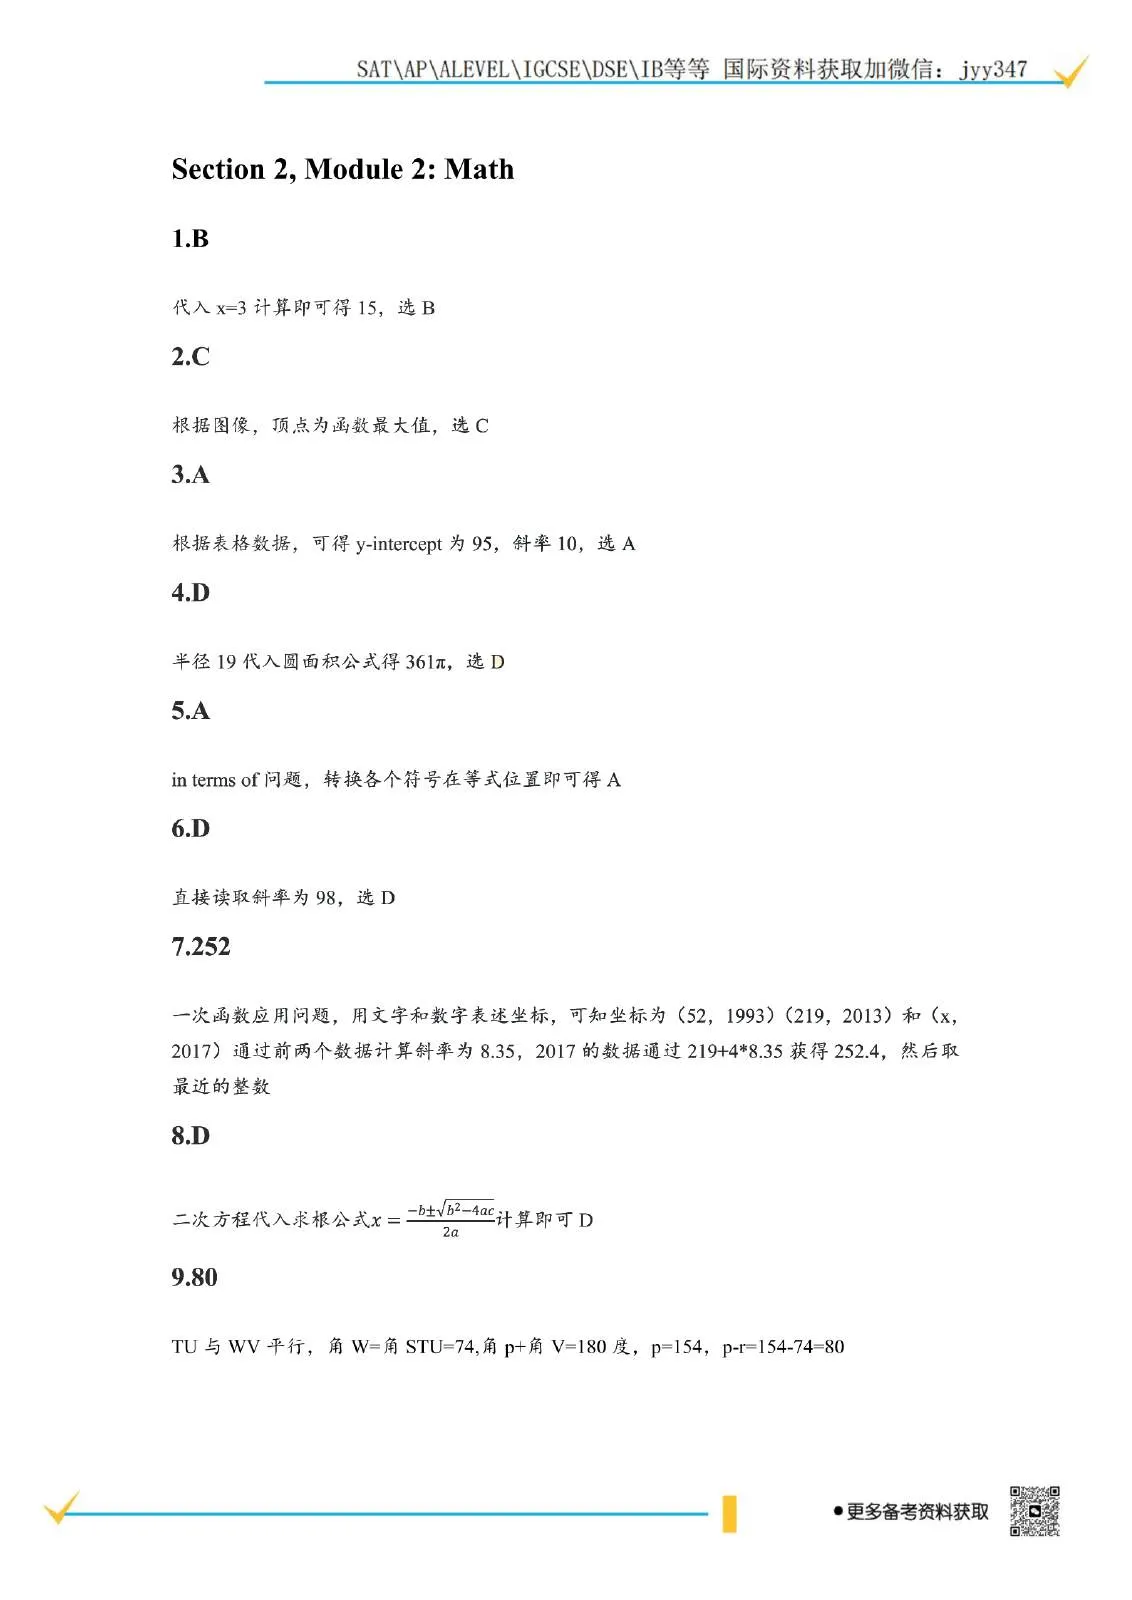 SAT\AP\ALEVEL\IGCSE\DSE\IB等等 国际资料获取加微信：jyy347
Section 2, Module 2: Math
1.B
代入 x=3 计算即可得 15，选 B
2.C
根据图像，顶点为函数最大值，选 C
3.A
根据表格数据，可得 y-intercept 为 95，斜率 10，选 A
4.D
半径 19 代入圆面积公式得 361π，选 D
5.A
in terms of 问题，转换各个符号在等式位置即可得 A
6.D
直接读取斜率为 98，选 D
7.252
一次函数应用问题，用文字和数字表述坐标，可知坐标为（52，1993）（219，2013）和（x，
2017）通过前两个数据计算斜率为 8.35，2017 的数据通过 219+4*8.35 获得 252.4，然后取
最近的整数
8.D
二次方程代入求根公式x = \frac{-b±\sqrt{b^2-4ac}}{2a}计算即可 D
9.80
TU 与 WV 平行，角 W=角 STU=74,角 p+角 V=180 度，p=154，p-r=154-74=80
●更多备考资料获取